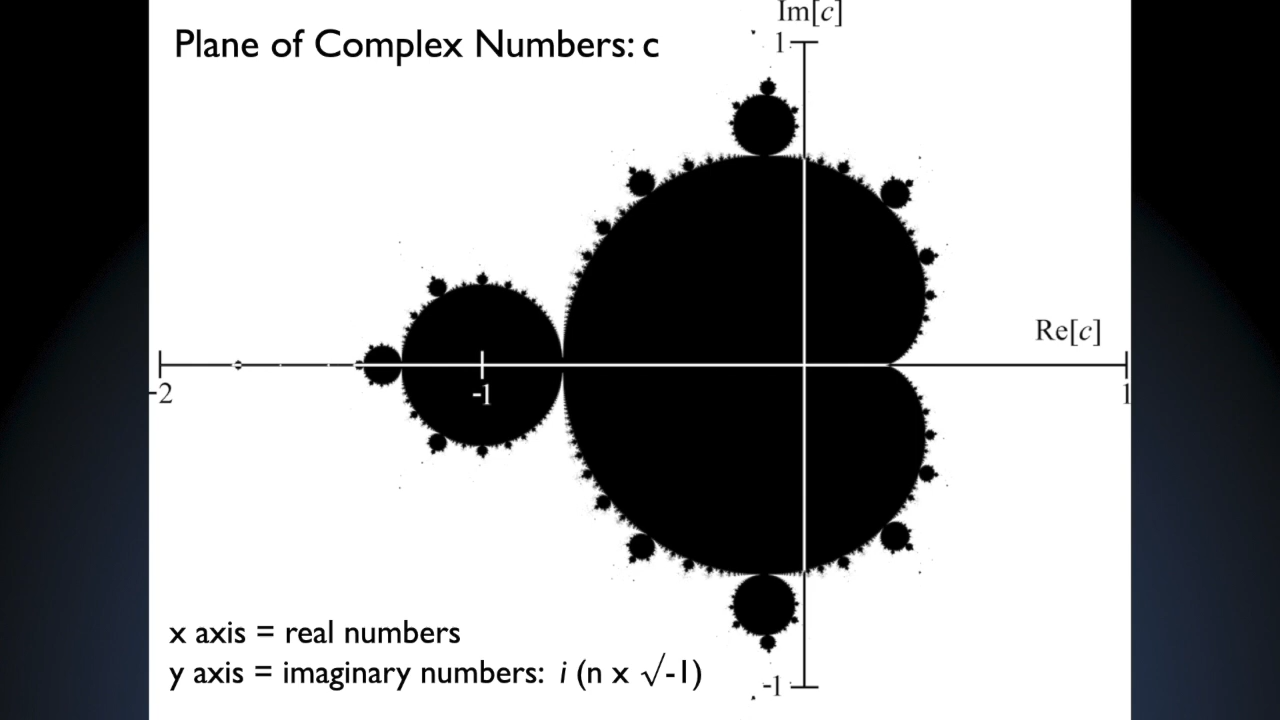 Im[c]
Plane of Complex Numbers: c
1
Re[c]
-2
-1
1
x axis = real numbers
y axis = imaginary numbers: i (n x √-1)
-1